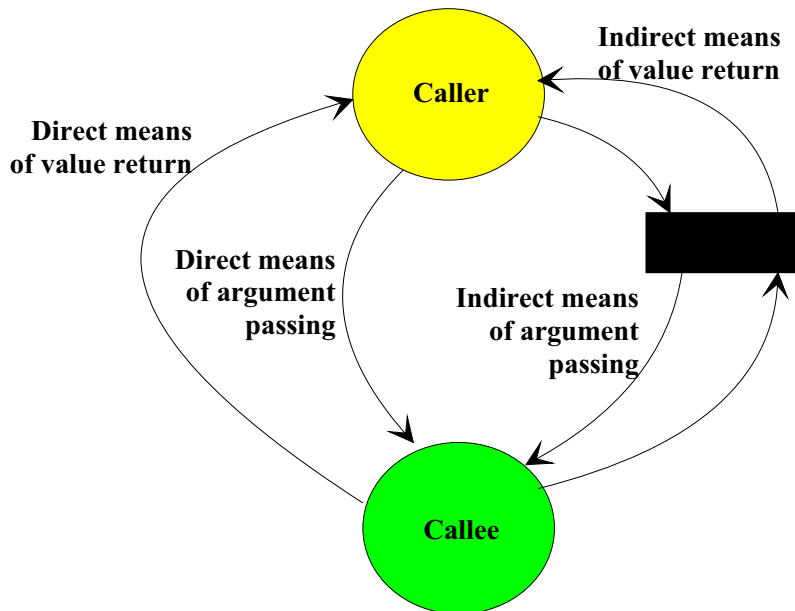 Indirect means
of value return
Caller
Direct means
of value return
Direct means
of argument
passing
Indirect means
of argument
passing
Callee